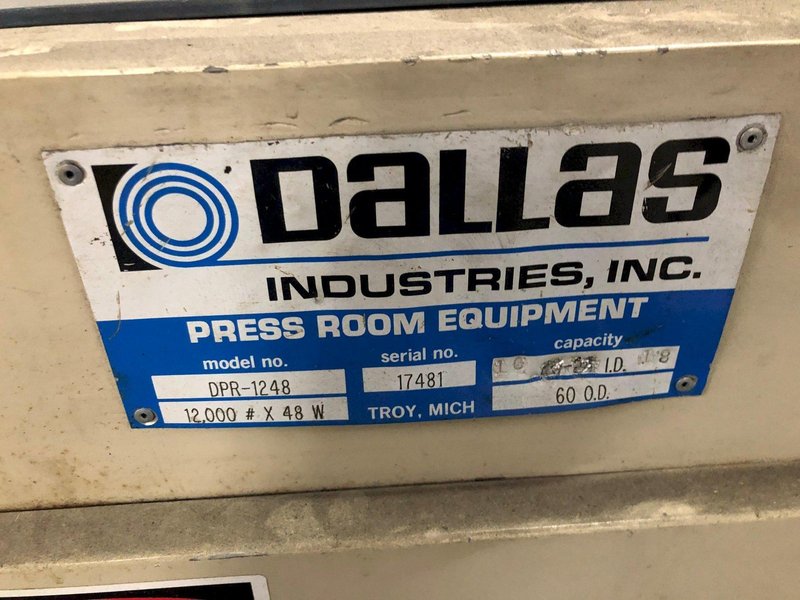 DALLAS
INDUSTRIES, INC.
PRESS ROOM EQUIPMENT
model no.
DPR-1248
12,000 # X 48 W
serial no.
17481
TROY, MICH
capacity
I.D. 18
60 O.D.